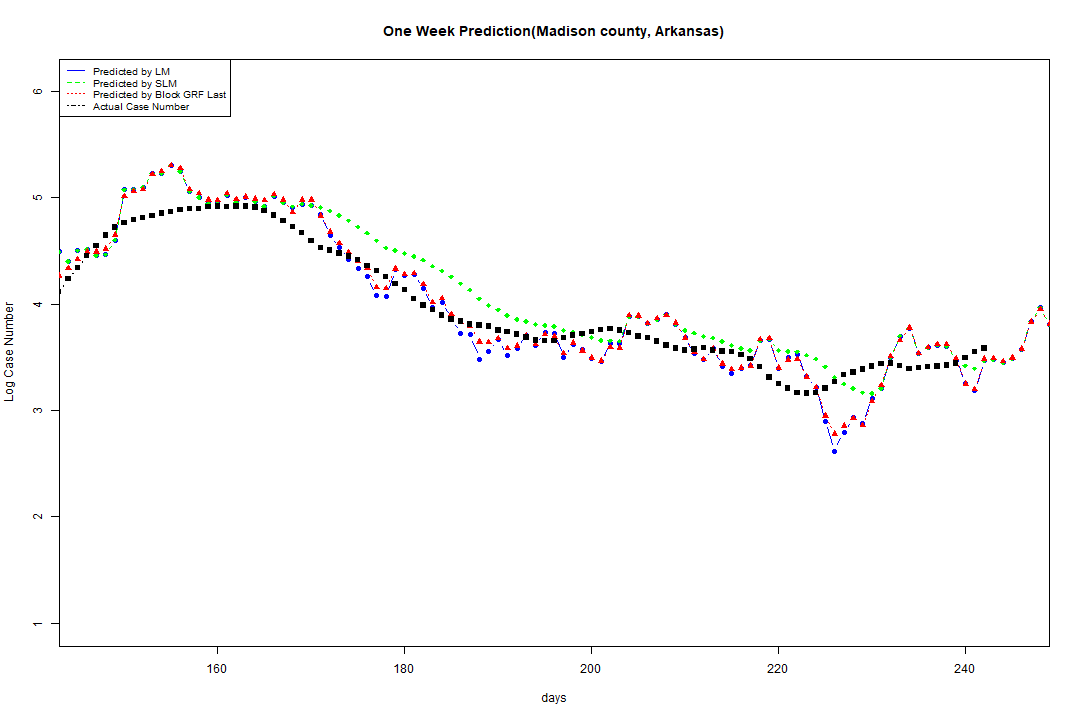 One Week Prediction(Madison county, Arkansas)
Predicted by LM
Predicted by SLM
Predicted by Block GRF Last
Actual Case Number
6
5
4
3
2
1
Log Case Number
160 180 200 220 240
days